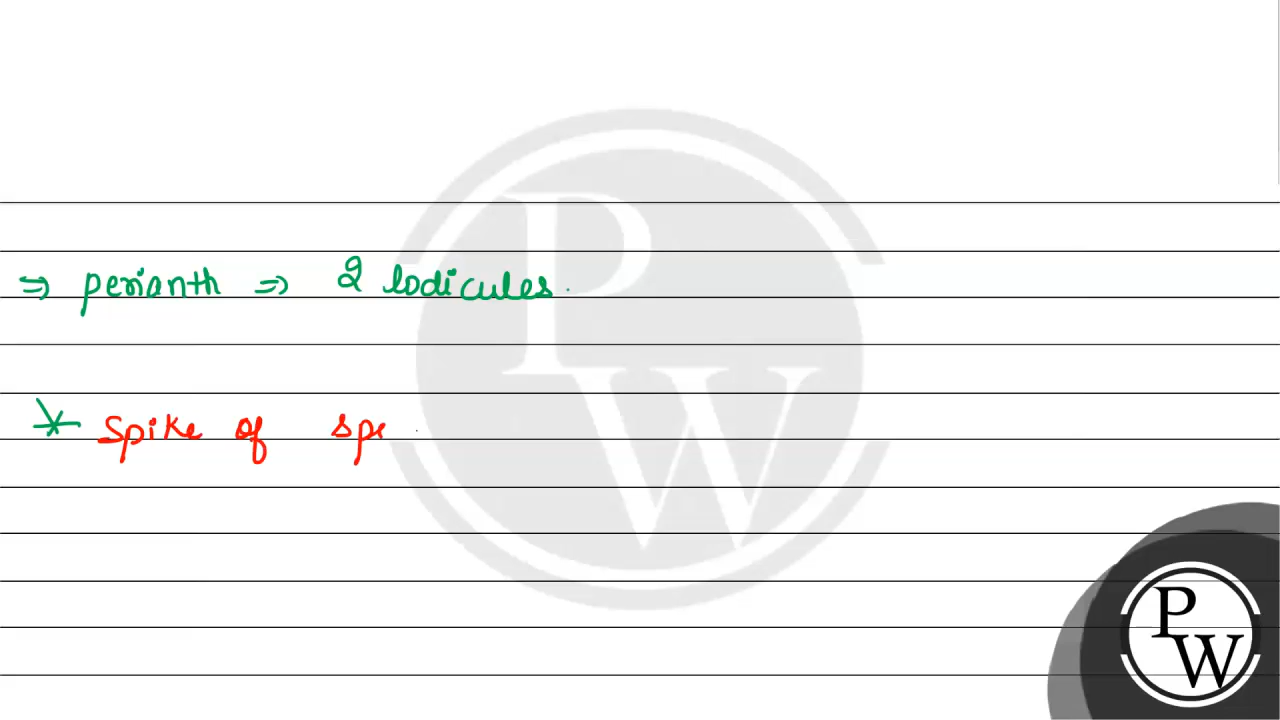 ⇒ perianth ⇒ 2 lodicules.
* Spike of spe
P
W
P
W